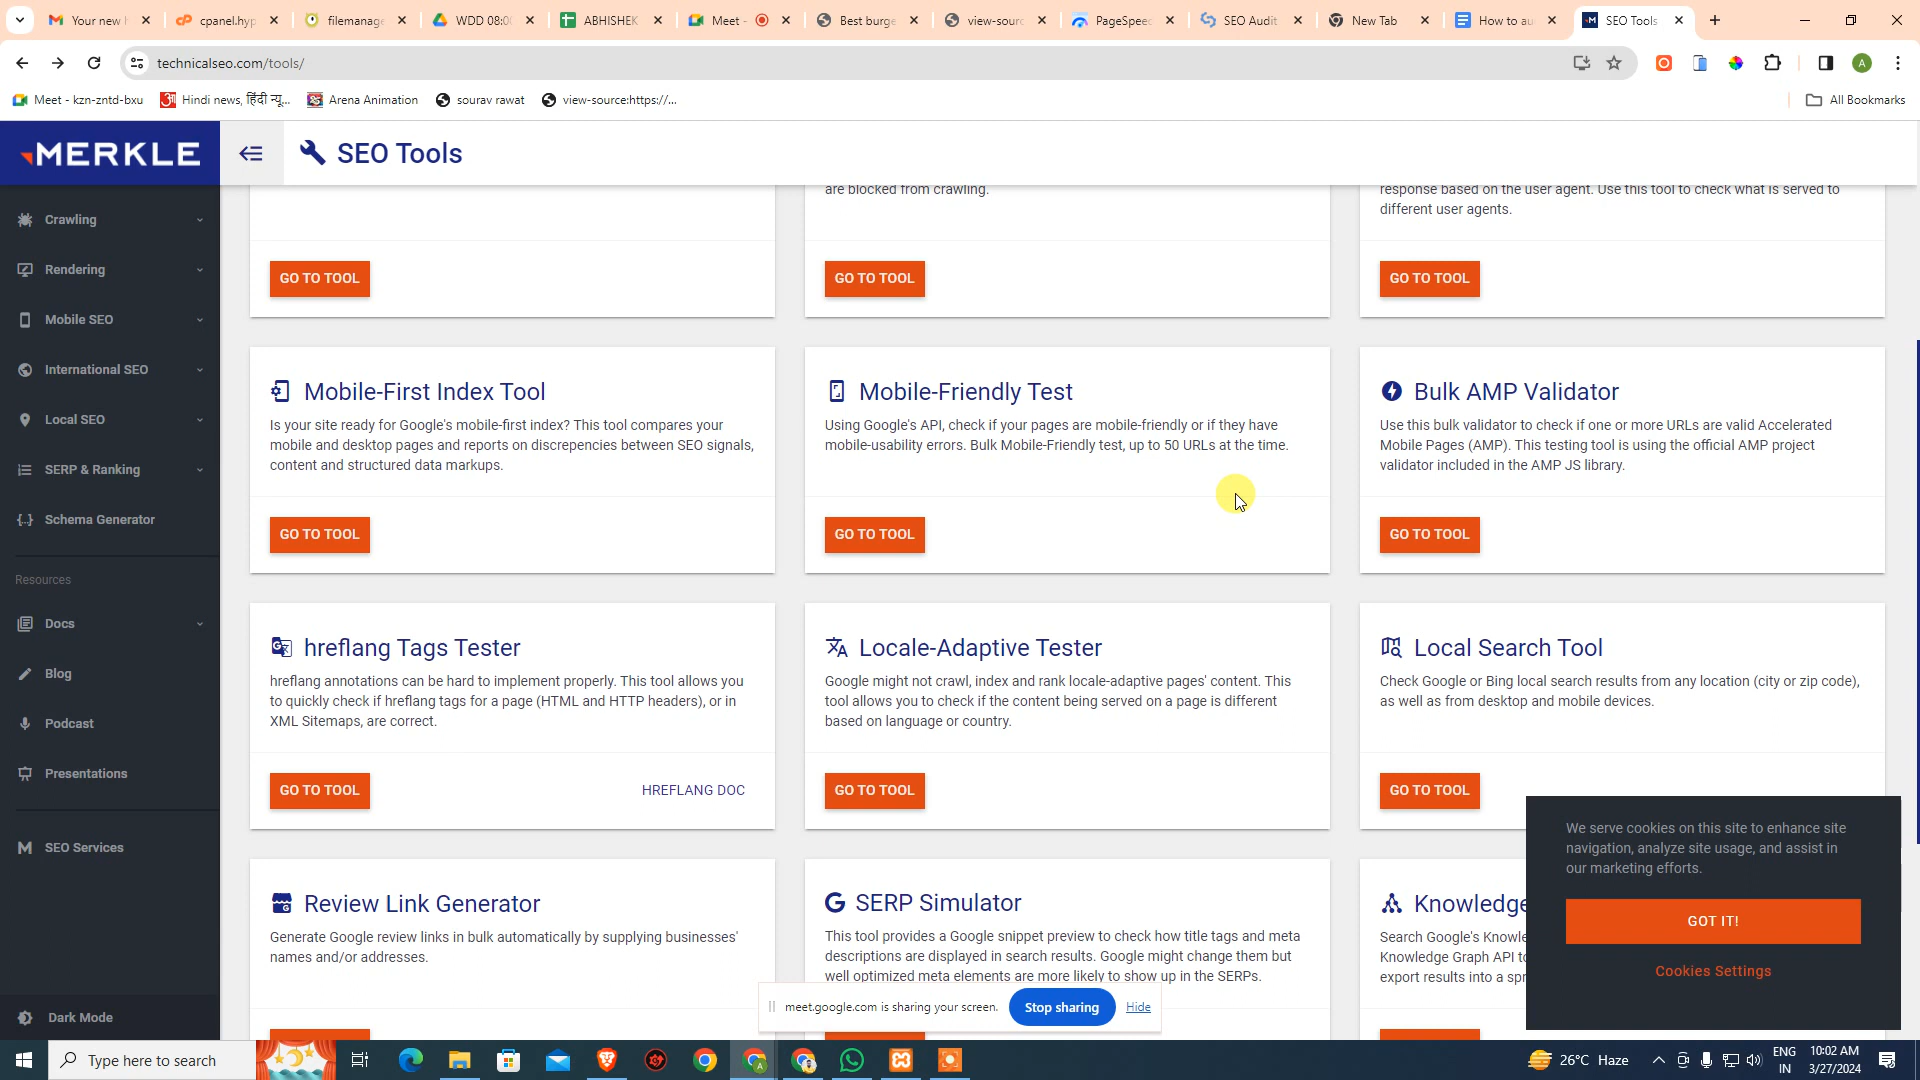 Your new h
cpanel.hyp
filemanage
WDD 08:00
ABHISHEK
Meet -
Best burge
view-sourc
PageSpeed
SEO Audit
New Tab
How to au
SEO Tools
technicalseo.com/tools/
A
Meet - kzn-zntd-bxu
Hindi news, हिंदी न्यू...
Arena Animation
sourav rawat
view-source:https://...
All Bookmarks
MERKLE
SEO Tools
are blocked from crawling.
response based on the user agent. Use this tool to check what is served to
different user agents.
Crawling
Rendering
Mobile SEO
International SEO
Local SEO
SERP & Ranking
Schema Generator
Resources
Docs
Blog
Podcast
Presentations
SEO Services
Dark Mode
GO TO TOOL
GO TO TOOL
GO TO TOOL
Mobile-First Index Tool
Is your site ready for Google's mobile-first index? This tool compares your
mobile and desktop pages and reports on discrepancies between SEO signals,
content and structured data markups.
GO TO TOOL
Mobile-Friendly Test
Using Google's API, check if your pages are mobile-friendly or if they have
mobile-usability errors. Bulk Mobile-Friendly test, up to 50 URLs at the time.
GO TO TOOL
Bulk AMP Validator
Use this bulk validator to check if one or more URLs are valid Accelerated
Mobile Pages (AMP). This testing tool is using the official AMP project
validator included in the AMP JS library.
GO TO TOOL
hreflang Tags Tester
hreflang annotations can be hard to implement properly. This tool allows you
to quickly check if hreflang tags for a page (HTML and HTTP headers), or in
XML Sitemaps, are correct.
GO TO TOOL
HREFLANG DOC
Locale-Adaptive Tester
Google might not crawl, index and rank locale-adaptive pages' content. This
tool allows you to check if the content being served on a page is different
based on language or country.
GO TO TOOL
Local Search Tool
Check Google or Bing local search results from any location (city or zip code),
as well as from desktop and mobile devices.
GO TO TOOL
Review Link Generator
Generate Google review links in bulk automatically by supplying businesses'
names and/or addresses.
SERP Simulator
This tool provides a Google snippet preview to check how title tags and meta
descriptions are displayed in search results. Google might change them but
well optimized meta elements are more likely to show up in the SERPs.
Knowledge
Search Google's Knowle
Knowledge Graph API to
export results into a spr
We serve cookies on this site to enhance site
navigation, analyze site usage, and assist in
our marketing efforts.
GOT IT!
Cookies Settings
meet.google.com is sharing your screen.
Stop sharing
Hide
Type here to search
26°C Haze
ENG
IN
10:02 AM
3/27/2024